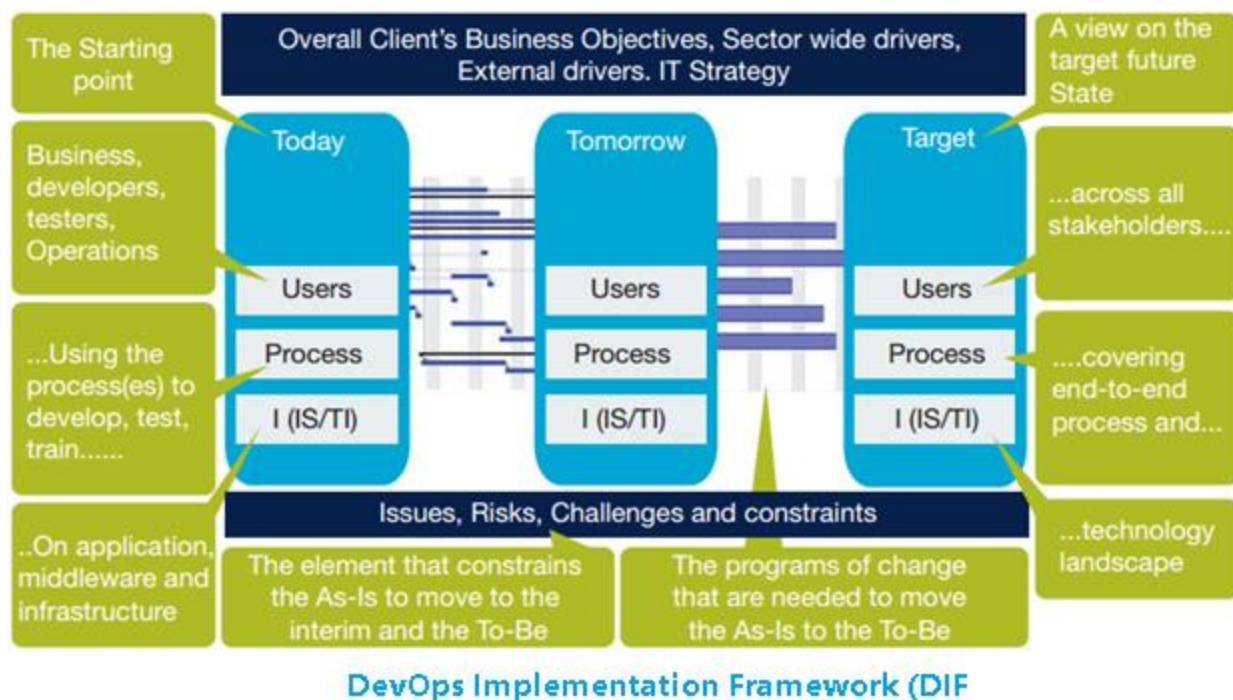 The Starting
point
Overall Client's Business Objectives, Sector wide drivers,
External drivers. IT Strategy
A view on the
target future
State
Business,
developers,
testers,
Operations
Today
Tomorrow
Target
...across all
stakeholders....
Users
Users
Users
...Using the
process(es) to
develop, test,
train......
Process
Process
Process
....covering
end-to-end
process and...
I (IS/TI)
I (IS/TI)
I (IS/TI)
..On application,
middleware and
infrastructure
Issues, Risks, Challenges and constraints
...technology
landscape
The element that constrains
the As-Is to move to the
interim and the To-Be
The programs of change
that are needed to move
the As-Is to the To-Be
DevOps Implementation Framework (DIF